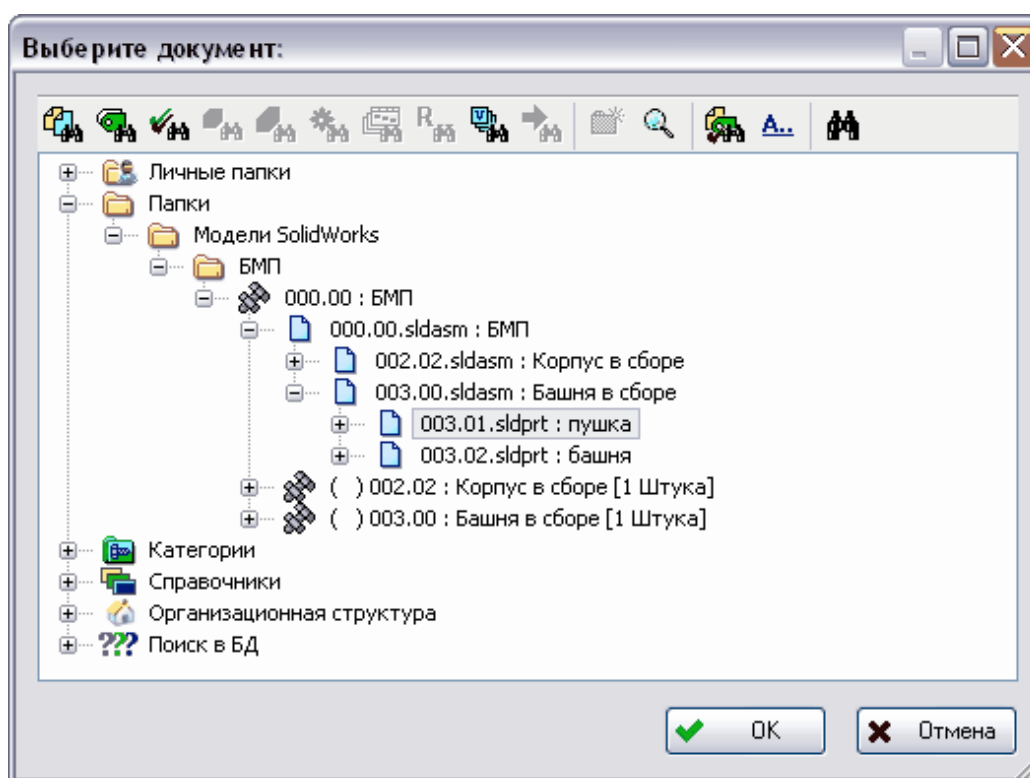 Выберите документ:
R
V
A..
Личные папки
Папки
Модели SolidWorks
БМП
000.00 : БМП
000.00.sldasm : БМП
002.02.sldasm : Корпус в сборе
003.00.sldasm : Башня в сборе
003.01.sldprt : пушка
003.02.sldprt : башня
( ) 002.02 : Корпус в сборе [1 Штука]
( ) 003.00 : Башня в сборе [1 Штука]
Категории
Справочники
Организационная структура
??? Поиск в БД
OK
Отмена